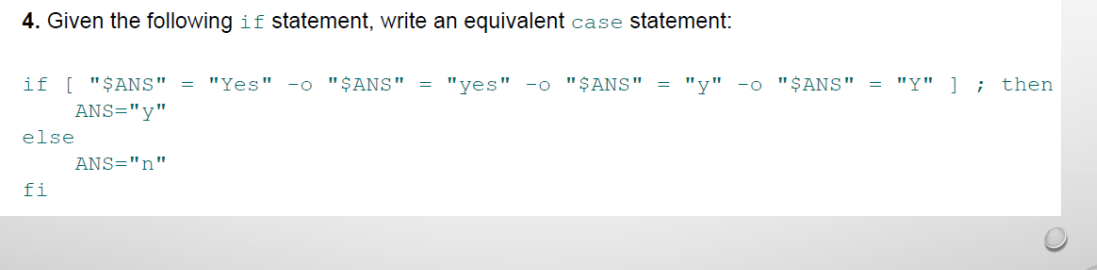 4. Given the following if statement, write an equivalent case statement:
if [ "$ANS" = "Yes" -o "$ANS" = "yes" -o "$ANS" = "y" -o "$ANS" = "Y" ] ; then
ANS="y"
else
ANS="n"
fi